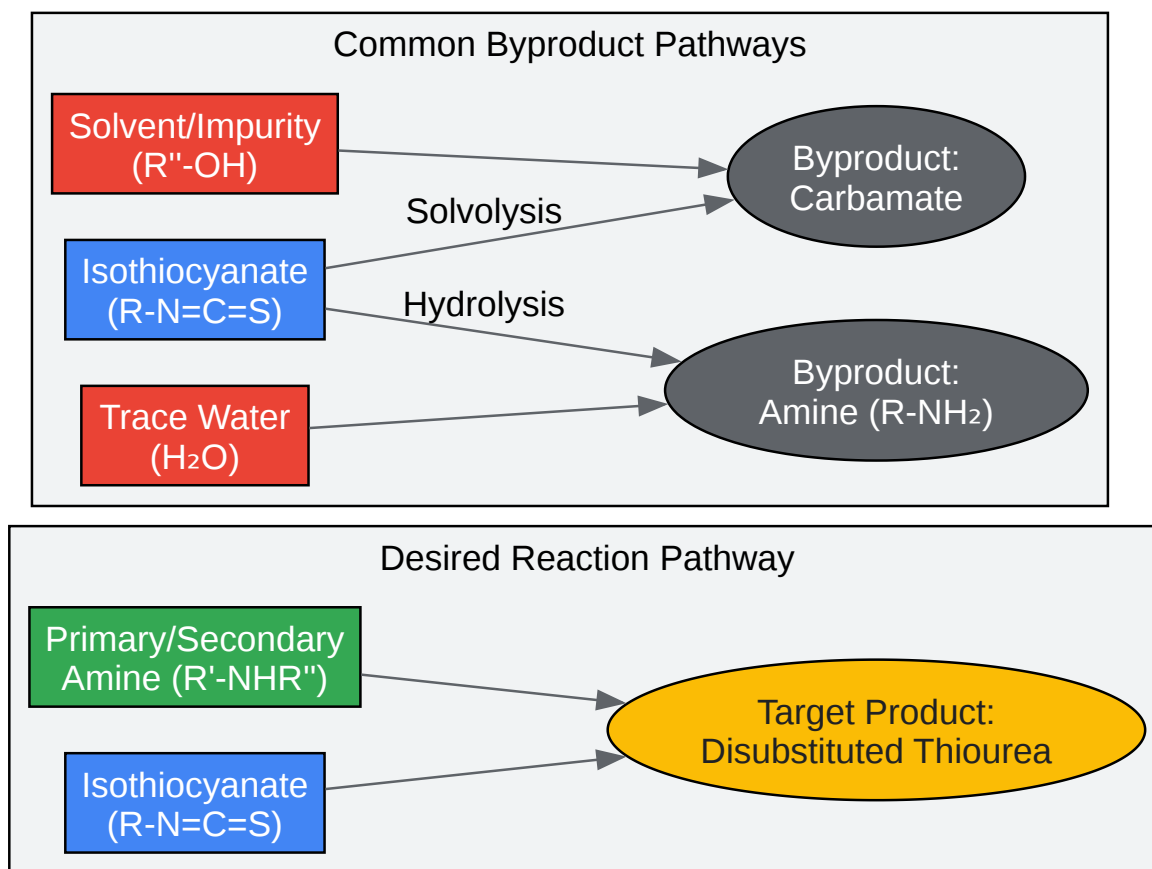 Common Byproduct Pathways
Solvent/Impurity
(R''-OH)
Byproduct:
Carbamate
Solvolysis
Isothiocyanate
(R-N=C=S)
Hydrolysis
Byproduct:
Amine (R-NH₂)
Trace Water
(H₂O)
Desired Reaction Pathway
Primary/Secondary
Amine (R'-NHR'')
Target Product:
Disubstituted Thiourea
Isothiocyanate
(R-N=C=S)